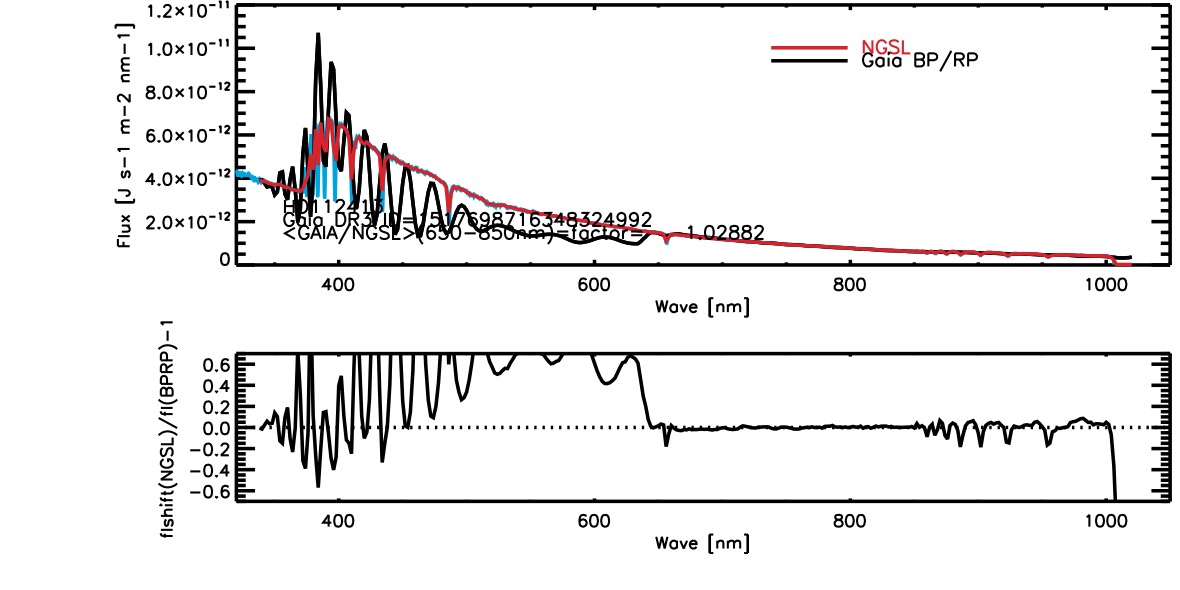 1.2×10−11
1.0×10−11
8.0×10−12
6.0×10−12
4.0×10−12
2.0×10−12
0
Flux [J s−1 m−2 nm−1]
NGSL
Gaia BP/RP
HD112413
Gaia DR3 ID=1517698716348324992
<GAIA/NGSL>(650−850nm)=factor= 1.02882
400 600 800 1000
Wave [nm]
flshift(NGSL)/fl(BPRP)−1
0.6
0.4
0.2
0.0
−0.2
−0.4
−0.6
400 600 800 1000
Wave [nm]